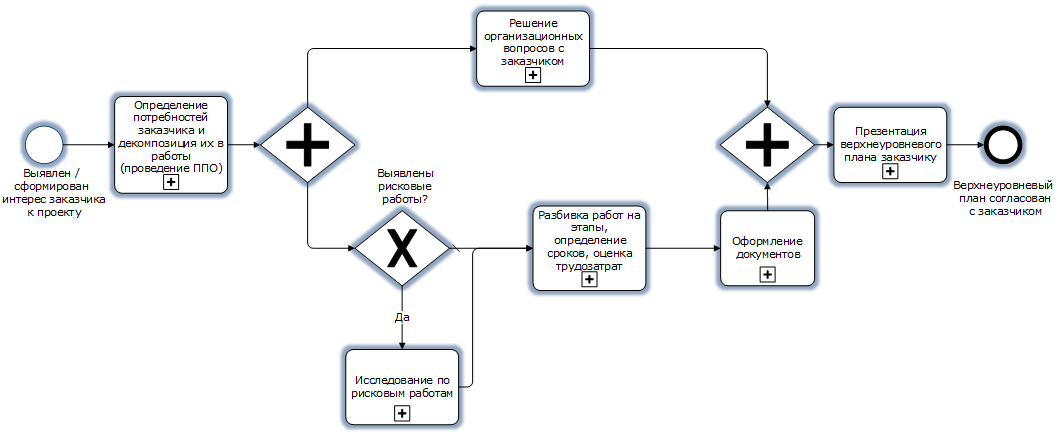 Выявлен /
сформирован
интерес заказчика
к проекту
Определение
потребностей
заказчика и
декомпозиция их в
работы
(проведение ППО)
Решение
организационных
вопросов с
заказчиком
Выявлены
рисковые
работы?
Да
Исследование по
рисковым работам
Разбивка работ на
этапы,
определение
сроков, оценка
трудозатрат
Оформление
документов
Презентация
верхнеуровневого
плана заказчику
Верхнеуровневый
план согласован
с заказчиком